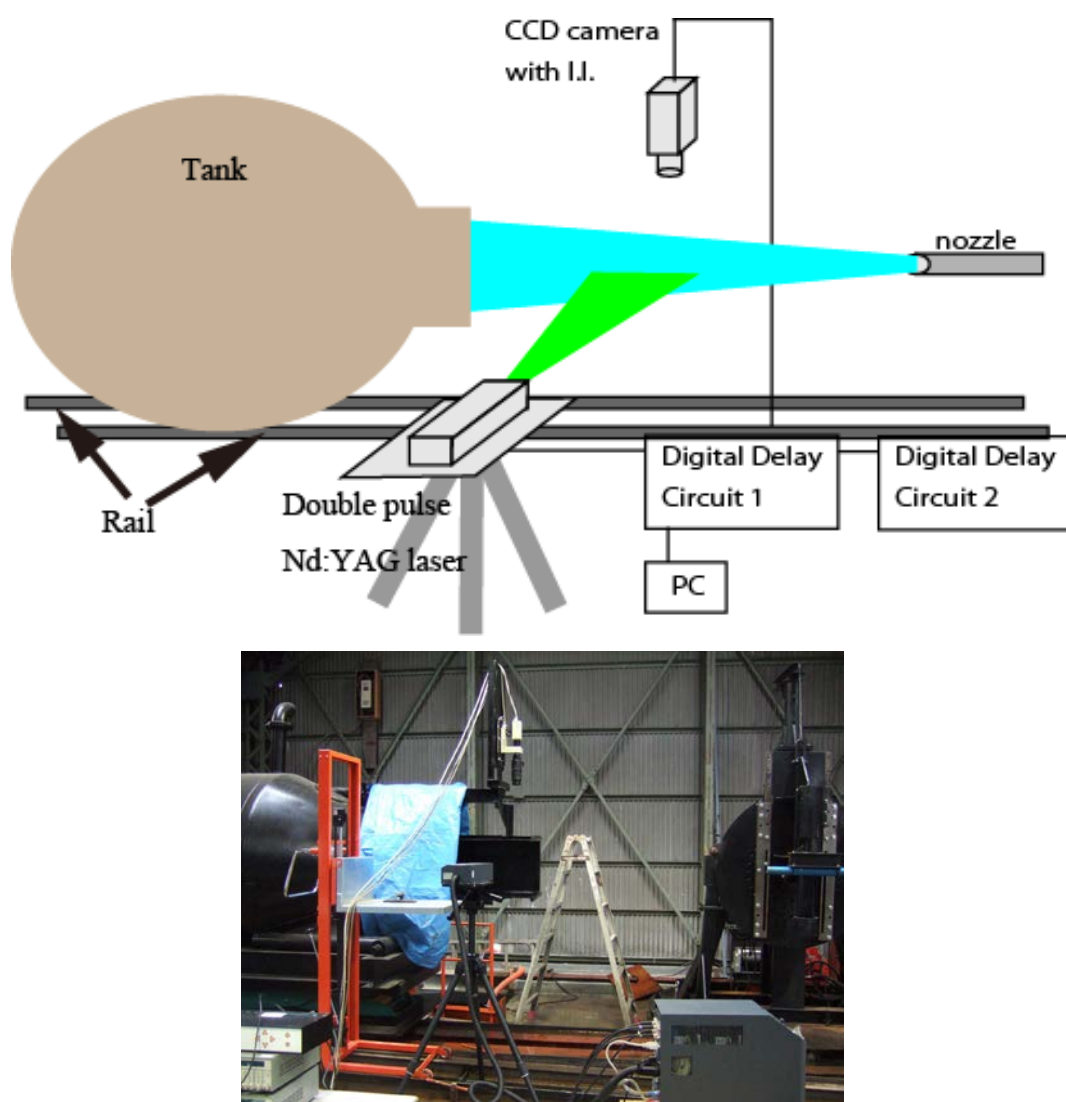 CCD camera
with I.I.
Tank
nozzle
Rail
Double pulse
Nd:YAG laser
Digital Delay
Circuit 1
Digital Delay
Circuit 2
PC